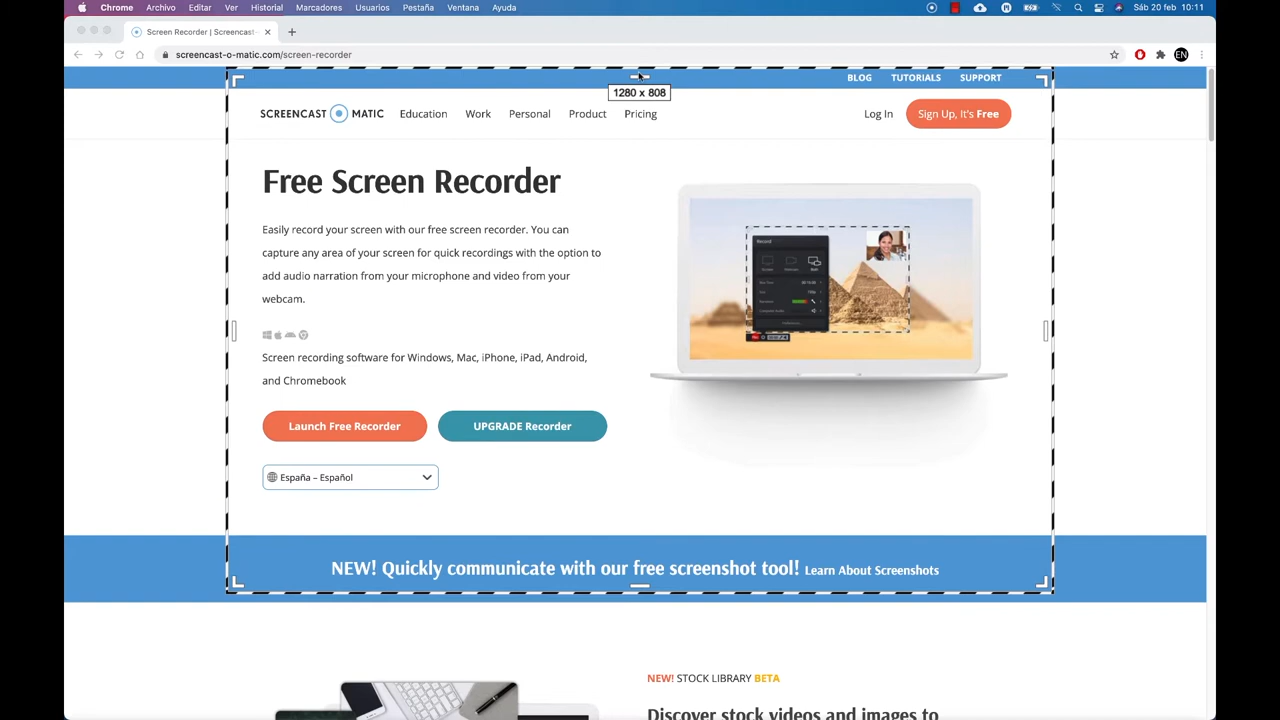 Chrome Archivo Editar Ver Historial Marcadores Usuarios Pestaña Ventana Ayuda Sáb 20 feb 10:11
Screen Recorder | Screencast-
screencast-o-matic.com/screen-recorder EN
BLOG TUTORIALS SUPPORT
1280 x 808
SCREENCAST MATIC Education Work Personal Product Pricing Log In Sign Up, It's Free
Free Screen Recorder
Easily record your screen with our free screen recorder. You can
capture any area of your screen for quick recordings with the option to
add audio narration from your microphone and video from your
webcam.
Record
Screen recording software for Windows, Mac, iPhone, iPad, Android,
and Chromebook
Launch Free Recorder UPGRADE Recorder
España – Español
NEW! Quickly communicate with our free screenshot tool! Learn About Screenshots
NEW! STOCK LIBRARY BETA
Discover stock videos and images to